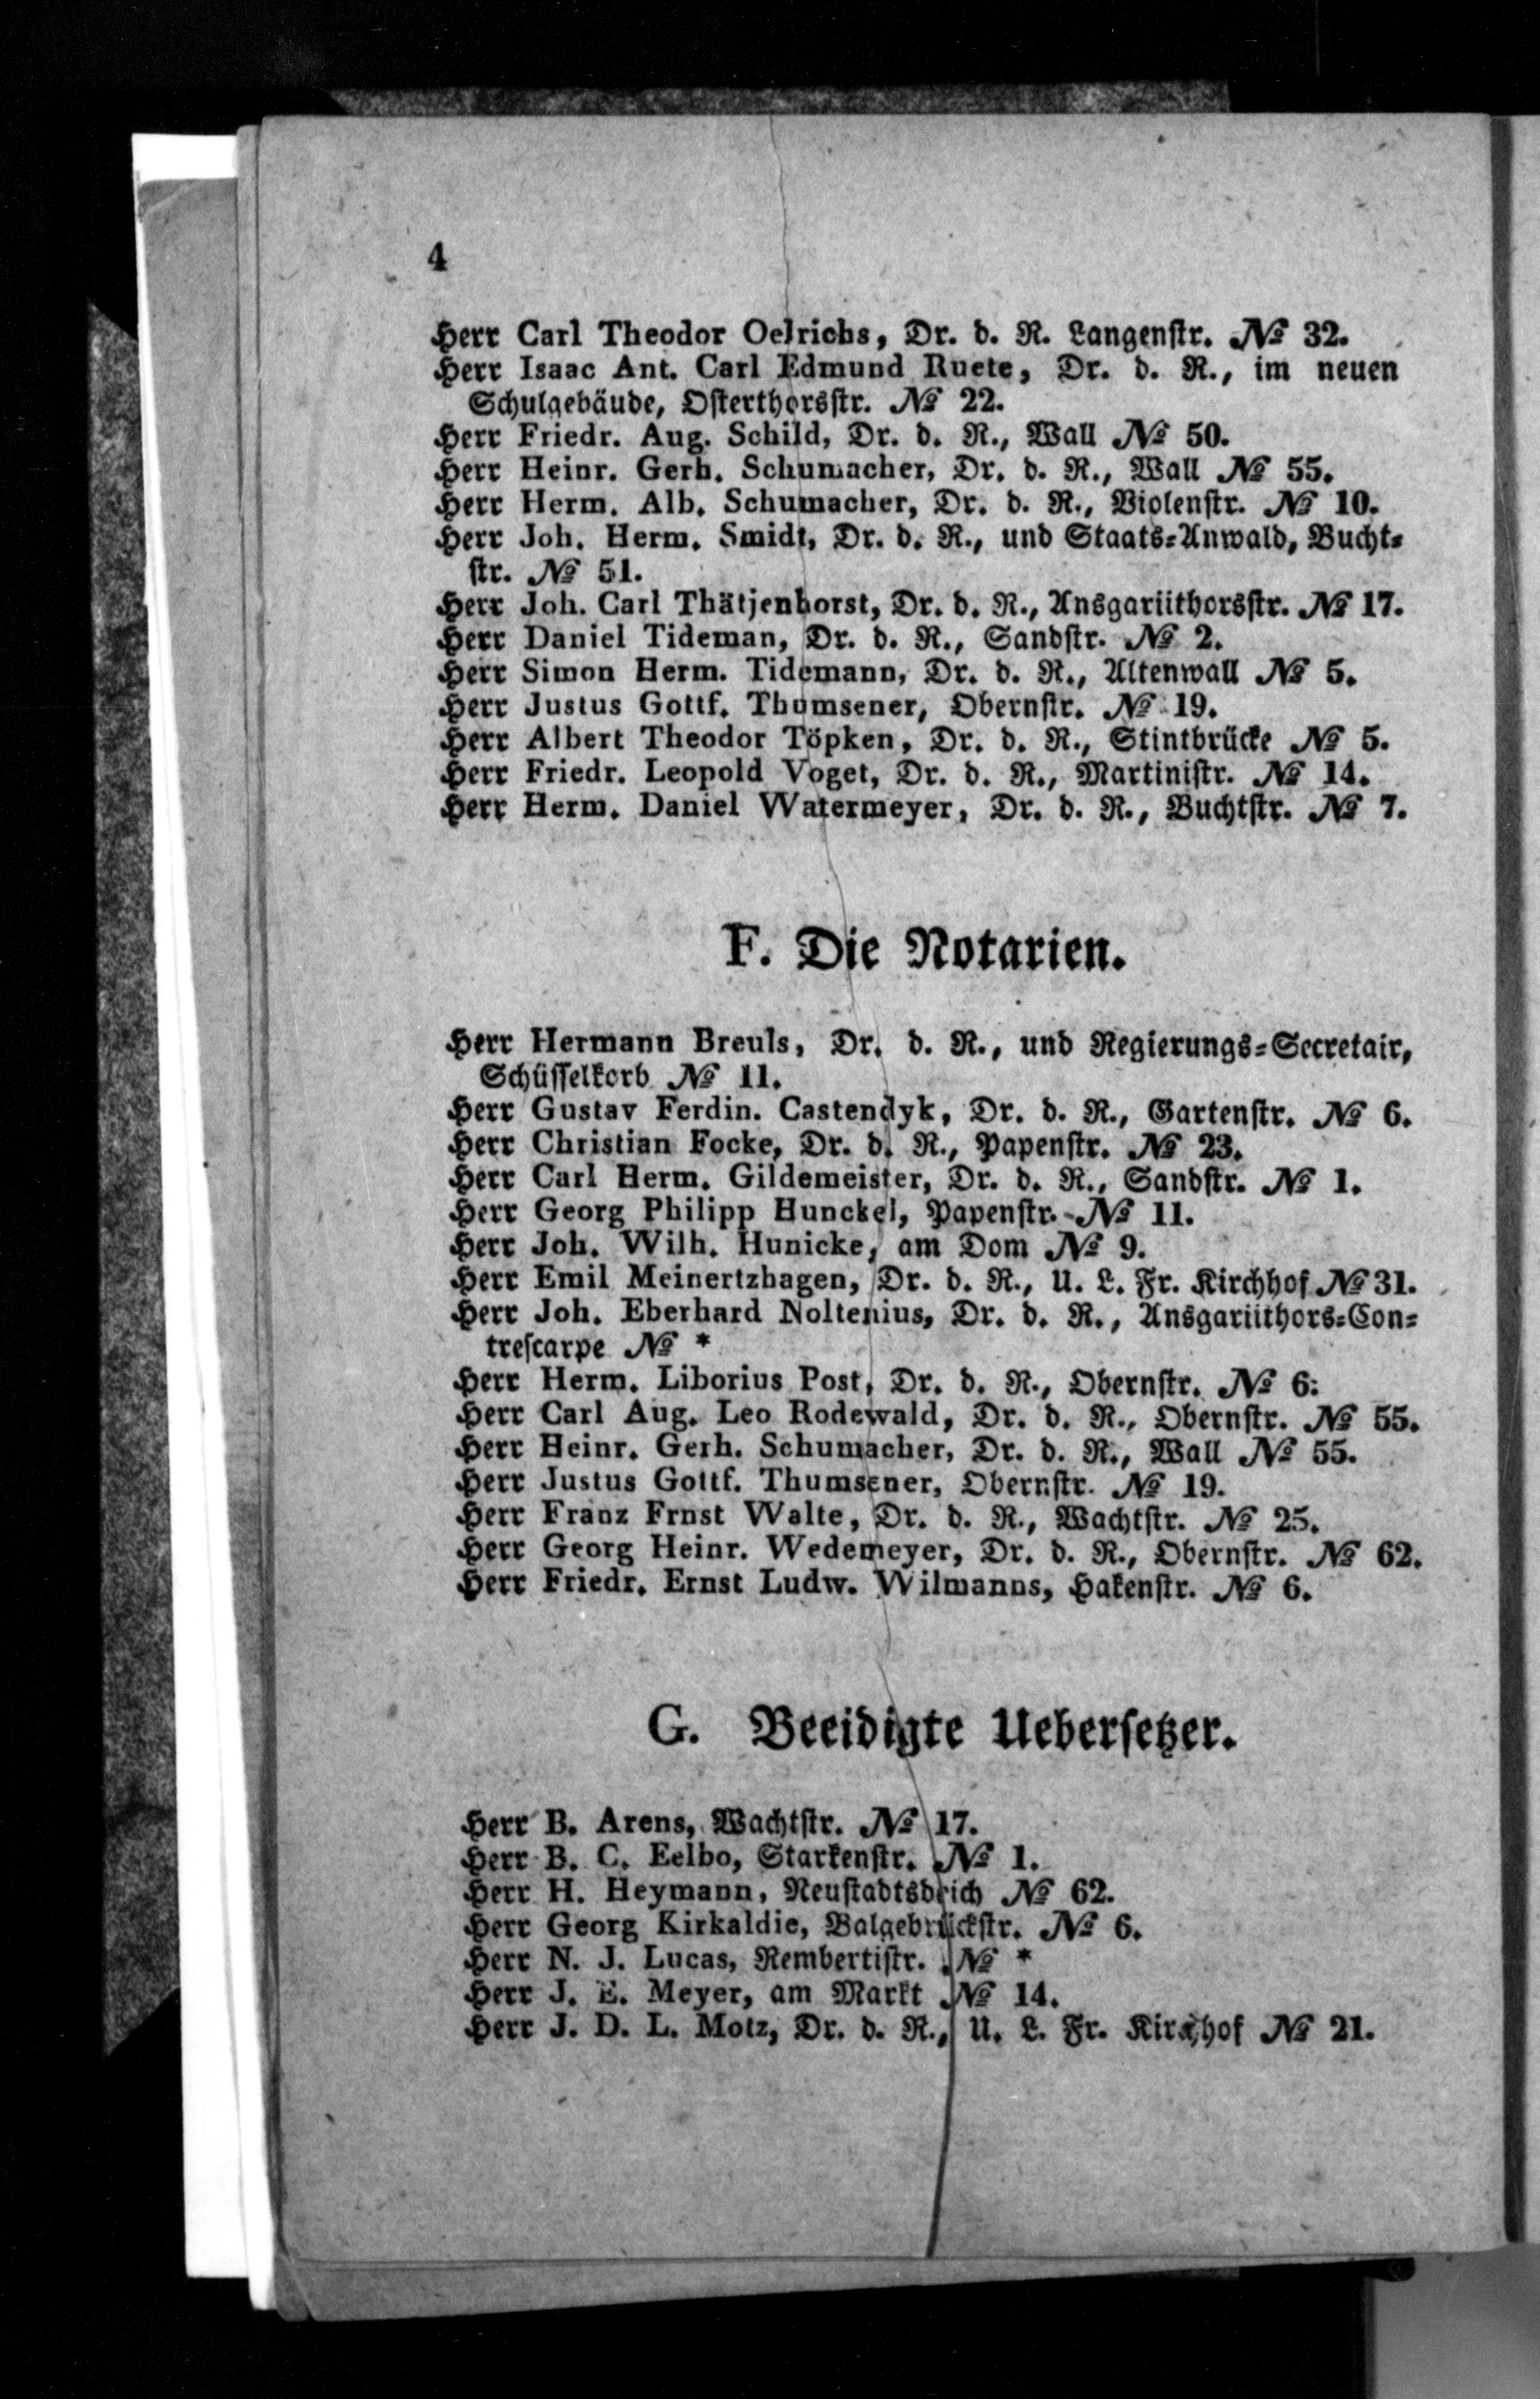 4
Herr Carl Theodor Oelrichs, Dr. d. R. Langenstr. № 32.
Herr Isaac Ant. Carl Edmund Ruete, Dr. d. R., im neuen
Schulgebäude, Osterthorsstr. № 22.
Herr Friedr. Aug. Schild, Dr. d. R., Wall № 50.
Herr Heinr. Gerh. Schumacher, Dr. d. R., Wall № 55.
Herr Herm. Alb. Schumacher, Dr. d. R., Violenstr. № 10.
Herr Joh. Herm. Smidt, Dr. d. R., und Staats-Anwald, Bucht-
str. № 51.
Herr Joh. Carl Thätjenhorst, Dr. d. R., Ansgariithorsstr. № 17.
Herr Daniel Tideman, Dr. d. R., Sandstr. № 2.
Herr Simon Herm. Tidemann, Dr. d. R., Altenwall № 5.
Herr Justus Gottf. Thumsener, Obernstr. № 19.
Herr Albert Theodor Töpken, Dr. d. R., Stintbrücke № 5.
Herr Friedr. Leopold Voget, Dr. d. R., Martinistr. № 14.
Herr Herm. Daniel Watermeyer, Dr. d. R., Buchtstr. № 7.
F. Die Notarien.
Herr Hermann Breuls, Dr. d. R., und Regierungs-Secretair,
Schüsselkorb № 11.
Herr Gustav Ferdin. Castendyk, Dr. d. R., Gartenstr. № 6.
Herr Christian Focke, Dr. d. R., Papenstr. № 23.
Herr Carl Herm. Gildemeister, Dr. d. R., Sandstr. № 1.
Herr Georg Philipp Hunckel, Papenstr. № 11.
Herr Joh. Wilh. Hunicke, am Dom № 9.
Herr Emil Meinertzhagen, Dr. d. R., U. L. Fr. Kirchhof № 31.
Herr Joh. Eberhard Noltenius, Dr. d. R., Ansgariithors-Con-
trescarpe № *
Herr Herm. Liborius Post, Dr. d. R., Obernstr. № 6:
Herr Carl Aug. Leo Rodewald, Dr. d. R., Obernstr. № 55.
Herr Heinr. Gerh. Schumacher, Dr. d. R., Wall № 55.
Herr Justus Gottf. Thumsener, Obernstr. № 19.
Herr Franz Frnst Walte, Dr. d. R., Wachtstr. № 25.
Herr Georg Heinr. Wedemeyer, Dr. d. R., Obernstr. № 62.
Herr Friedr. Ernst Ludw. Wilmanns, Hakenstr. № 6.
G. Beeidigte Uebersetzer.
Herr B. Arens, Wachtstr. № 17.
Herr B. C. Eelbo, Starkenstr. № 1.
Herr H. Heymann, Neustadtsdeich № 62.
Herr Georg Kirkaldie, Balgebrückstr. № 6.
Herr N. J. Lucas, Rembertistr. № *
Herr J. E. Meyer, am Markt № 14.
Herr J. D. L. Motz, Dr. d. R., U. L. Fr. Kirchhof № 21.